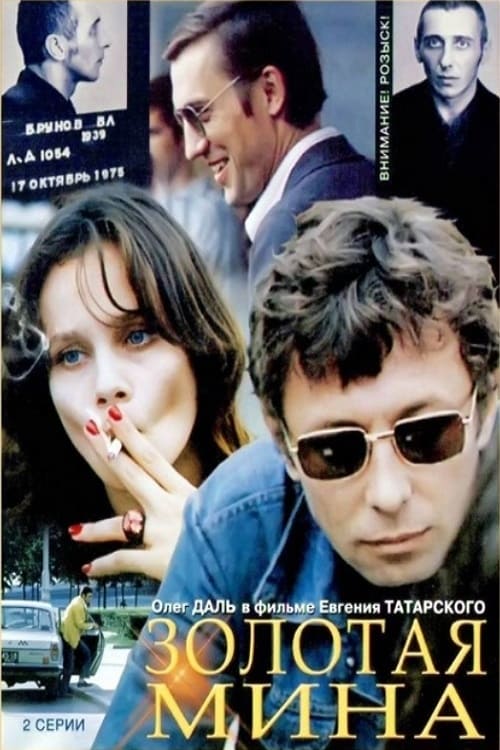 БРУНОВ ВЛ
1939
Л.Д 1054
17 ОКТЯБРЬ 1975
ВНИМАНИЕ! РОЗЫСК!
Олег ДАЛЬ в фильме Евгения ТАТАРСКОГО
ЗОЛОТАЯ
МИНА
2 СЕРИИ